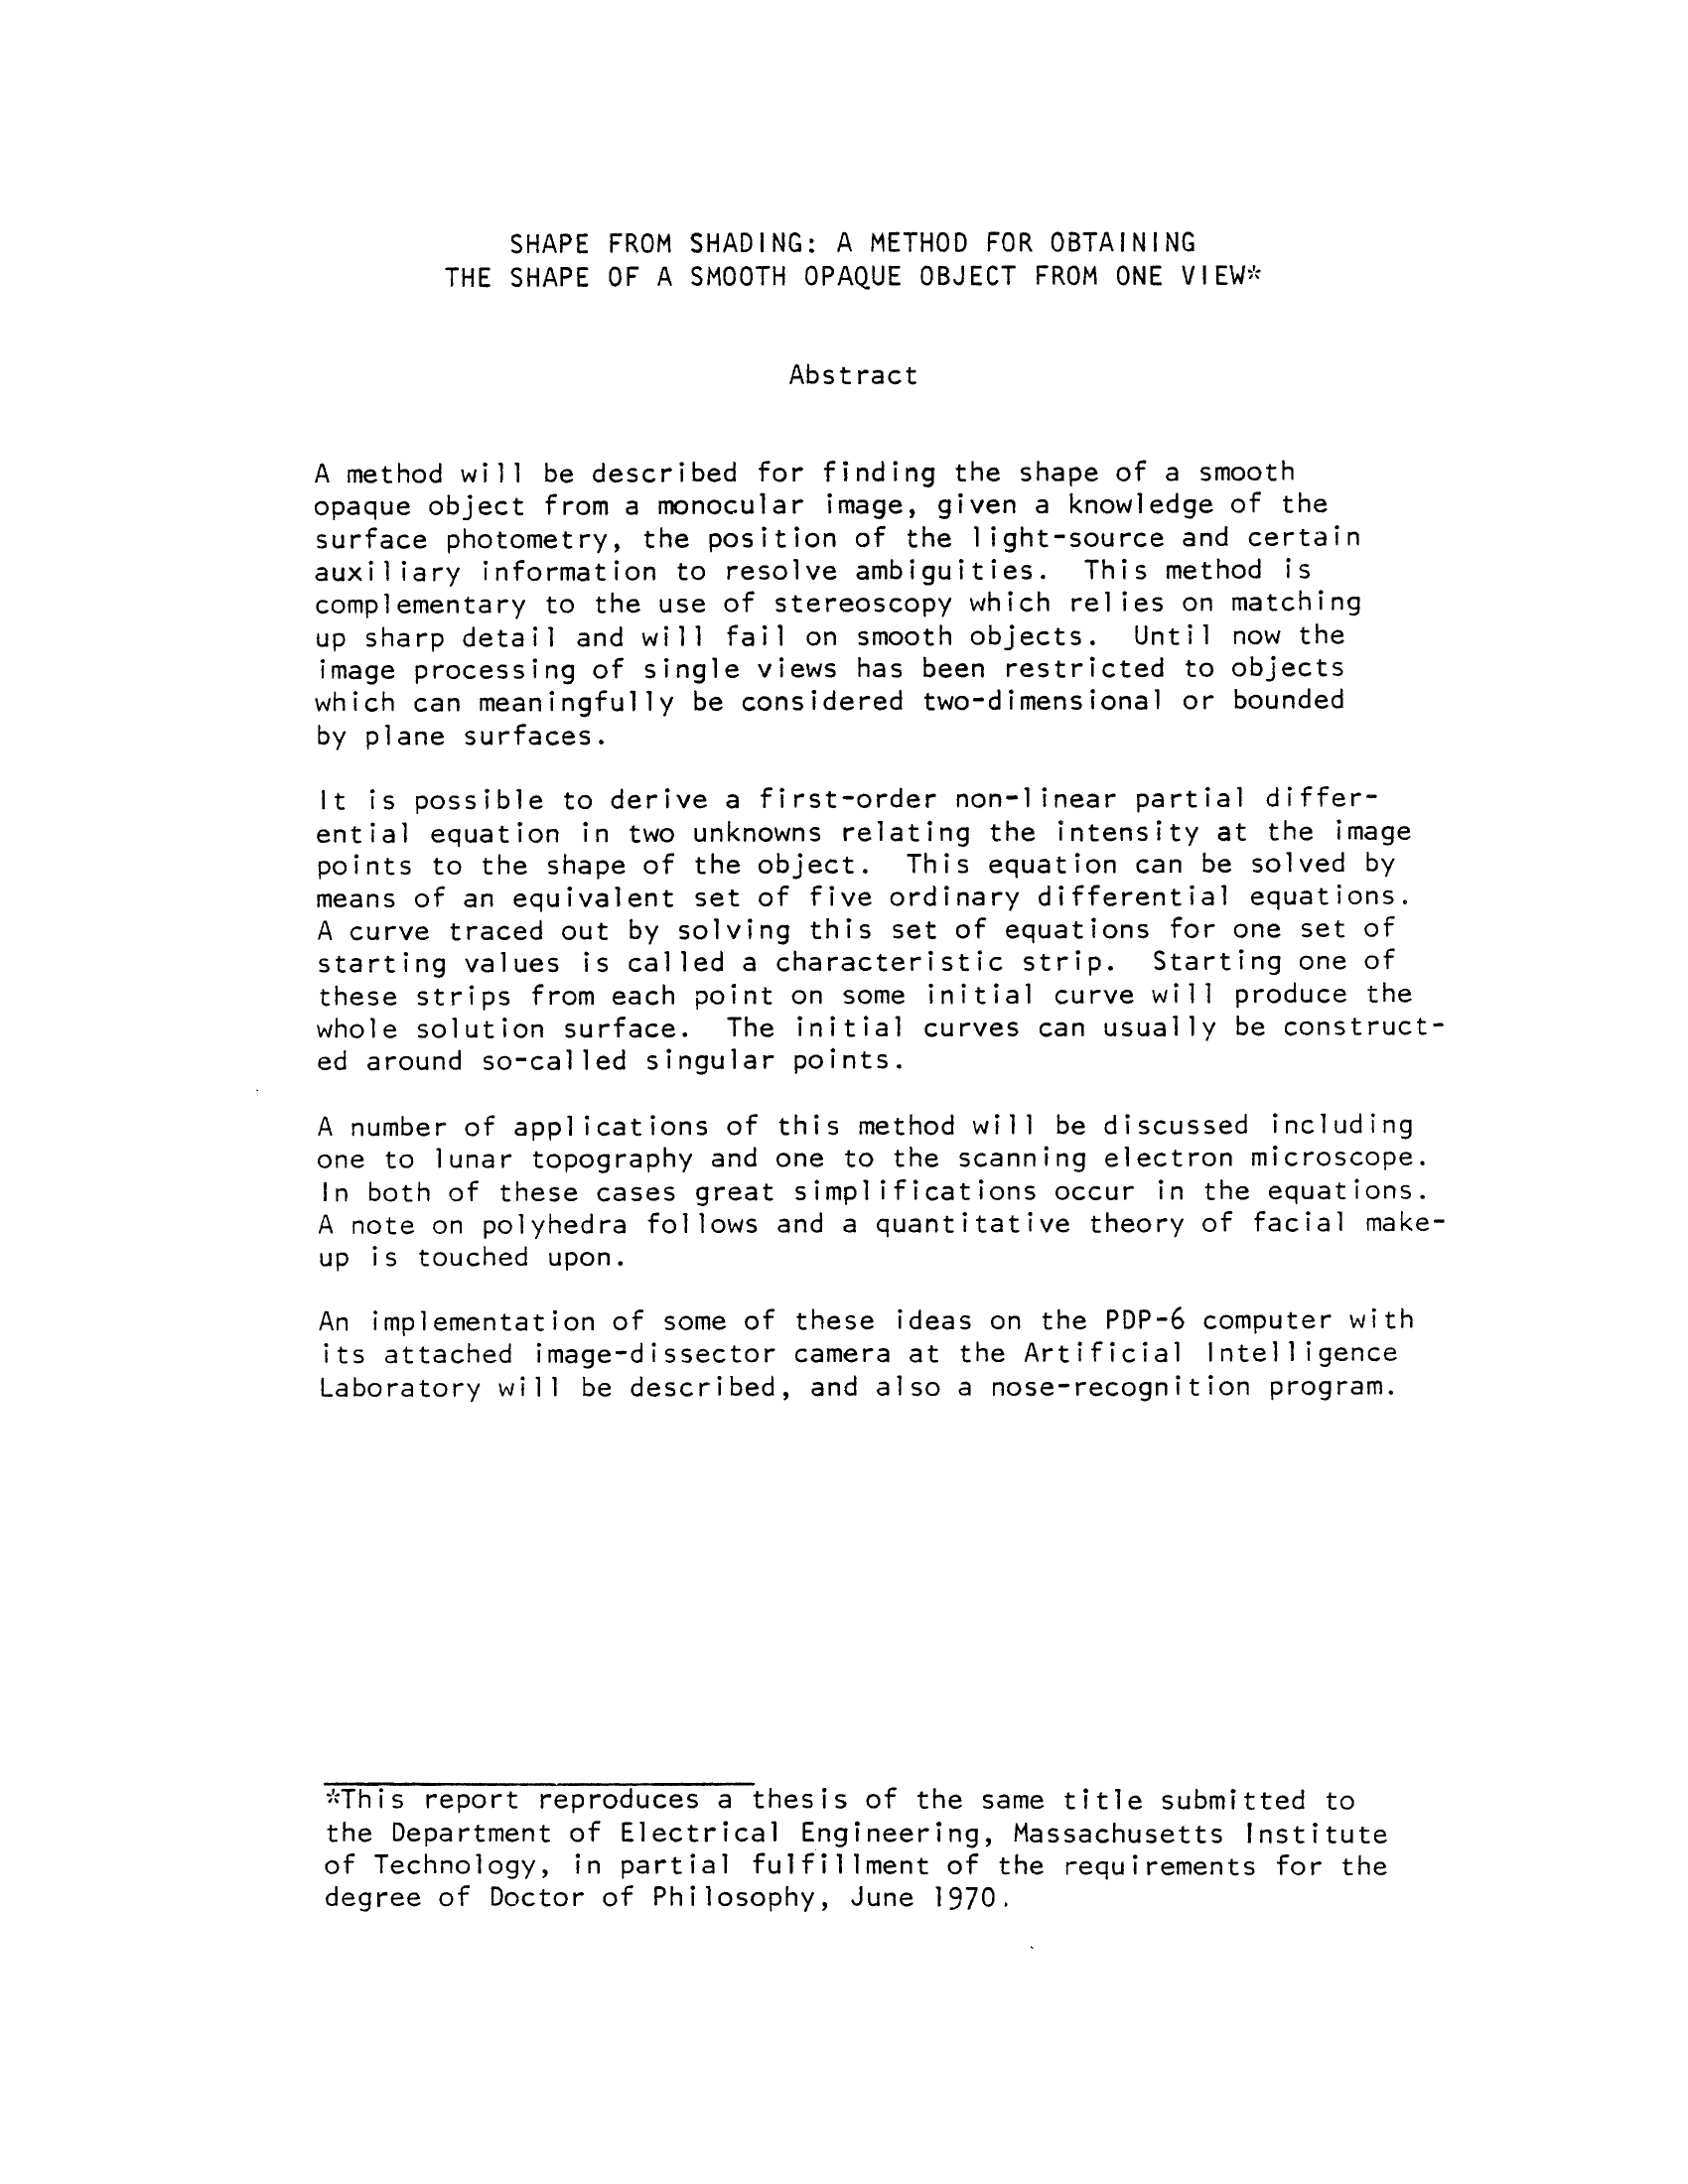 SHAPE FROM SHADING: A METHOD FOR OBTAINING
THE SHAPE OF A SMOOTH OPAQUE OBJECT FROM ONE VIEW*
Abstract
A method will be described for finding the shape of a smooth
opaque object from a monocular image, given a knowledge of the
surface photometry, the position of the light-source and certain
auxiliary information to resolve ambiguities. This method is
complementary to the use of stereoscopy which relies on matching
up sharp detail and will fail on smooth objects. Until now the
image processing of single views has been restricted to objects
which can meaningfully be considered two-dimensional or bounded
by plane surfaces.
It is possible to derive a first-order non-linear partial differ-
ential equation in two unknowns relating the intensity at the image
points to the shape of the object. This equation can be solved by
means of an equivalent set of five ordinary differential equations.
A curve traced out by solving this set of equations for one set of
starting values is called a characteristic strip. Starting one of
these strips from each point on some initial curve will produce the
whole solution surface. The initial curves can usually be construct-
ed around so-called singular points.
A number of applications of this method will be discussed including
one to lunar topography and one to the scanning electron microscope.
In both of these cases great simplifications occur in the equations.
A note on polyhedra follows and a quantitative theory of facial make-
up is touched upon.
An implementation of some of these ideas on the PDP-6 computer with
its attached image-dissector camera at the Artificial Intelligence
Laboratory will be described, and also a nose-recognition program.
*This report reproduces a thesis of the same title submitted to
the Department of Electrical Engineering, Massachusetts Institute
of Technology, in partial fulfillment of the requirements for the
degree of Doctor of Philosophy, June 1970.